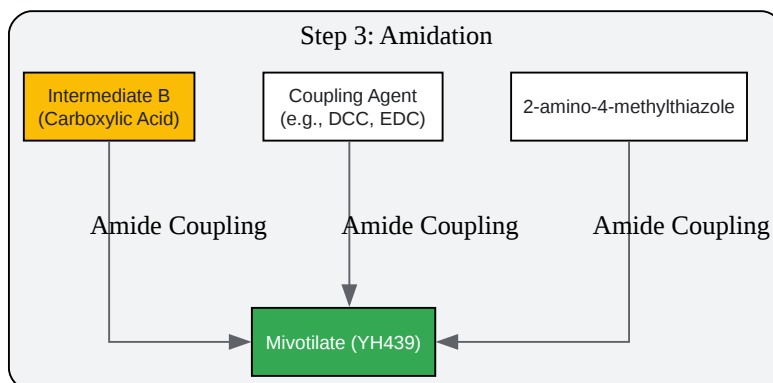 Step 3: Amidation
Intermediate B
(Carboxylic Acid)
Coupling Agent
(e.g., DCC, EDC)
2-amino-4-methylthiazole
Amide Coupling
Amide Coupling
Amide Coupling
Mivotilate (YH439)